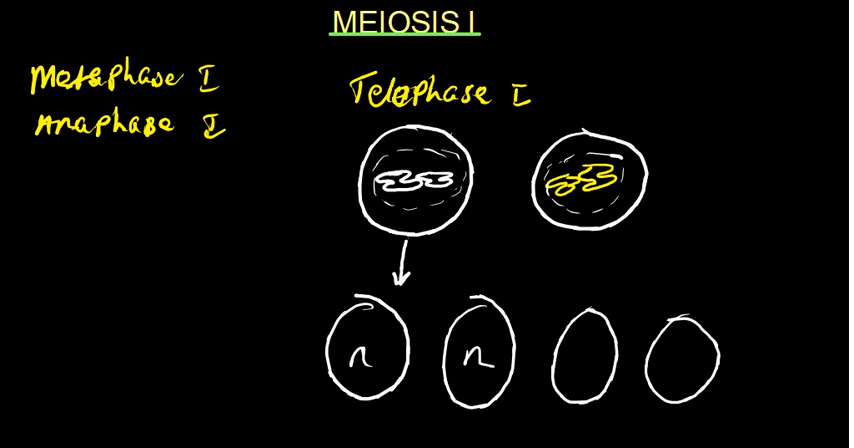 MEIOSIS I
Metaphase I
Anaphase I
Telophase I
n
n